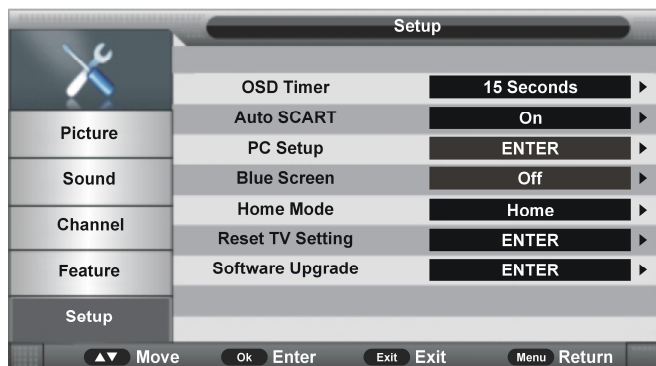 Setup
OSD Timer 15 Seconds
Auto SCART On
PC Setup ENTER
Blue Screen Off
Home Mode Home
Reset TV Setting ENTER
Software Upgrade ENTER
Picture
Sound
Channel
Feature
Setup
▲▼ Move Ok Enter Exit Exit Menu Return